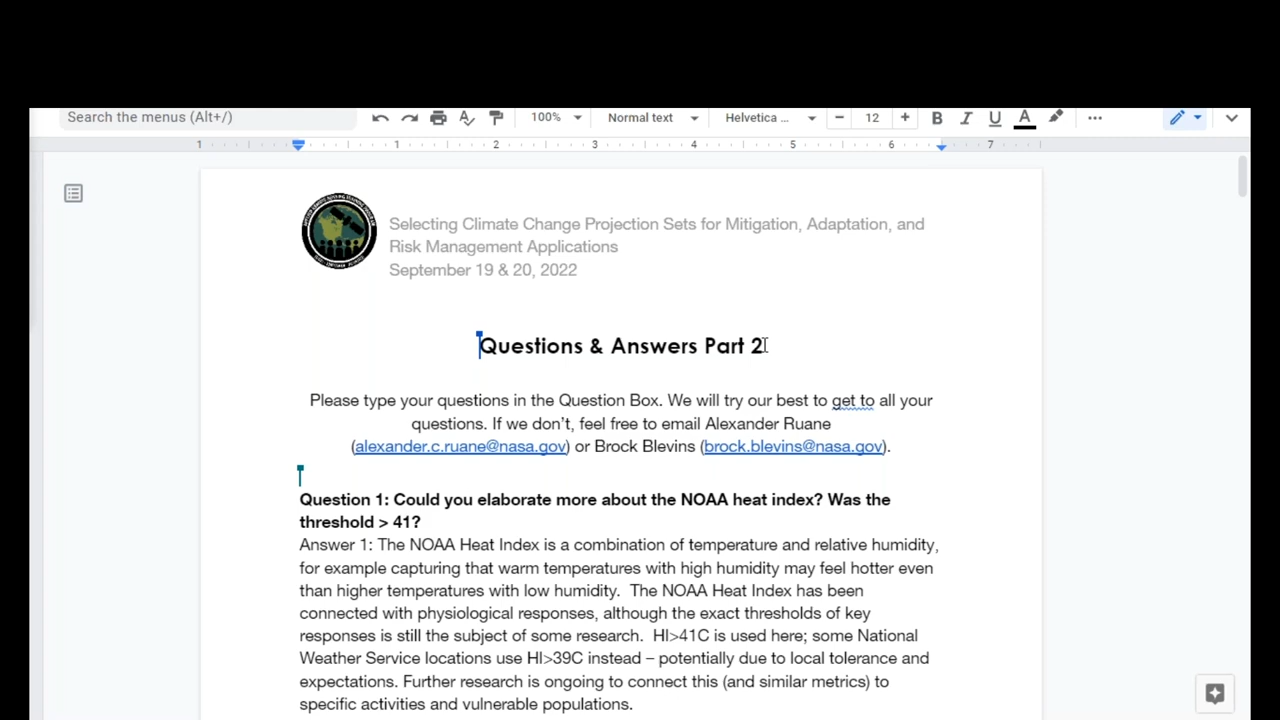 Search the menus (Alt+/)
100%
Normal text
Helvetica ...
12
B
I
U
A
1
1
2
3
4
5
6
7
Selecting Climate Change Projection Sets for Mitigation, Adaptation, and
Risk Management Applications
September 19 & 20, 2022
Questions & Answers Part 2
Please type your questions in the Question Box. We will try our best to get to all your
questions. If we don't, feel free to email Alexander Ruane
(alexander.c.ruane@nasa.gov) or Brock Blevins (brock.blevins@nasa.gov).
Question 1: Could you elaborate more about the NOAA heat index? Was the
threshold > 41?
Answer 1: The NOAA Heat Index is a combination of temperature and relative humidity,
for example capturing that warm temperatures with high humidity may feel hotter even
than higher temperatures with low humidity.  The NOAA Heat Index has been
connected with physiological responses, although the exact thresholds of key
responses is still the subject of some research.  HI>41C is used here; some National
Weather Service locations use HI>39C instead – potentially due to local tolerance and
expectations. Further research is ongoing to connect this (and similar metrics) to
specific activities and vulnerable populations.